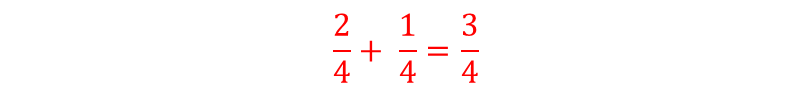 2/4 + 1/4 = 3/4